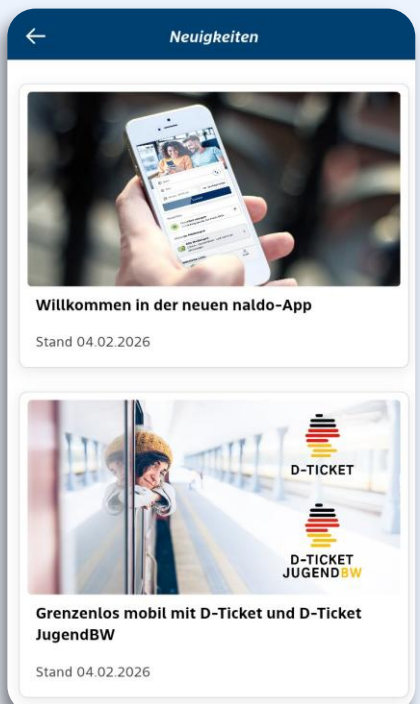 Neuigkeiten
Willkommen in der neuen naldo-App
Stand 04.02.2026
D-TICKET
D-TICKET
JUGENDBW
Grenzenlos mobil mit D-Ticket und D-Ticket
JugendBW
Stand 04.02.2026